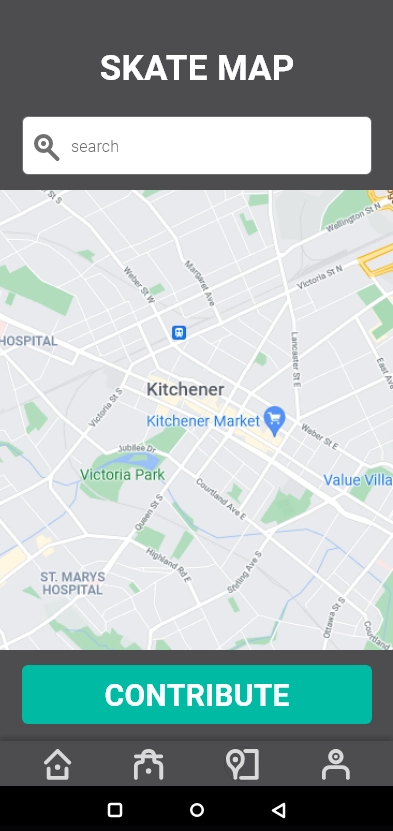 SKATE MAP
search
St S
Wellington St N
Margaret Ave
Weber St W
Victoria St N
HOSPITAL
Lancaster St E
East Ave
Kitchener
Victoria St S
Kitchener Market
Weber St E
Jubilee Dr
Victoria Park
Value Villa
Courtland Ave E
Queen St S
Highland Rd E
Stirling Ave S
ST. MARYS
HOSPITAL
Ottawa St S
Courtland
CONTRIBUTE